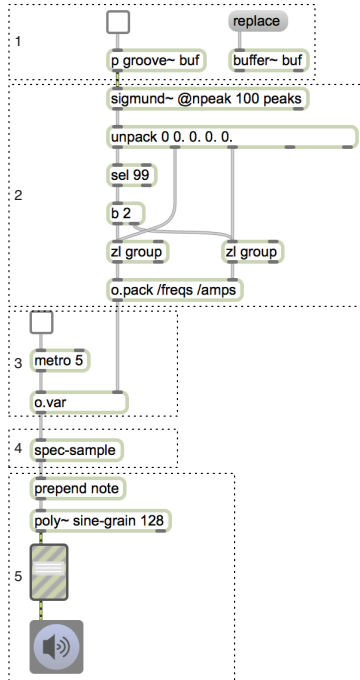 replace
1
p groove~ buf
buffer~ buf
sigmund~ @npeak 100 peaks
unpack 0 0. 0. 0. 0.
sel 99
2
b 2
zl group
zl group
o.pack /freqs /amps
3
metro 5
o.var
4
spec-sample
prepend note
poly~ sine-grain 128
5